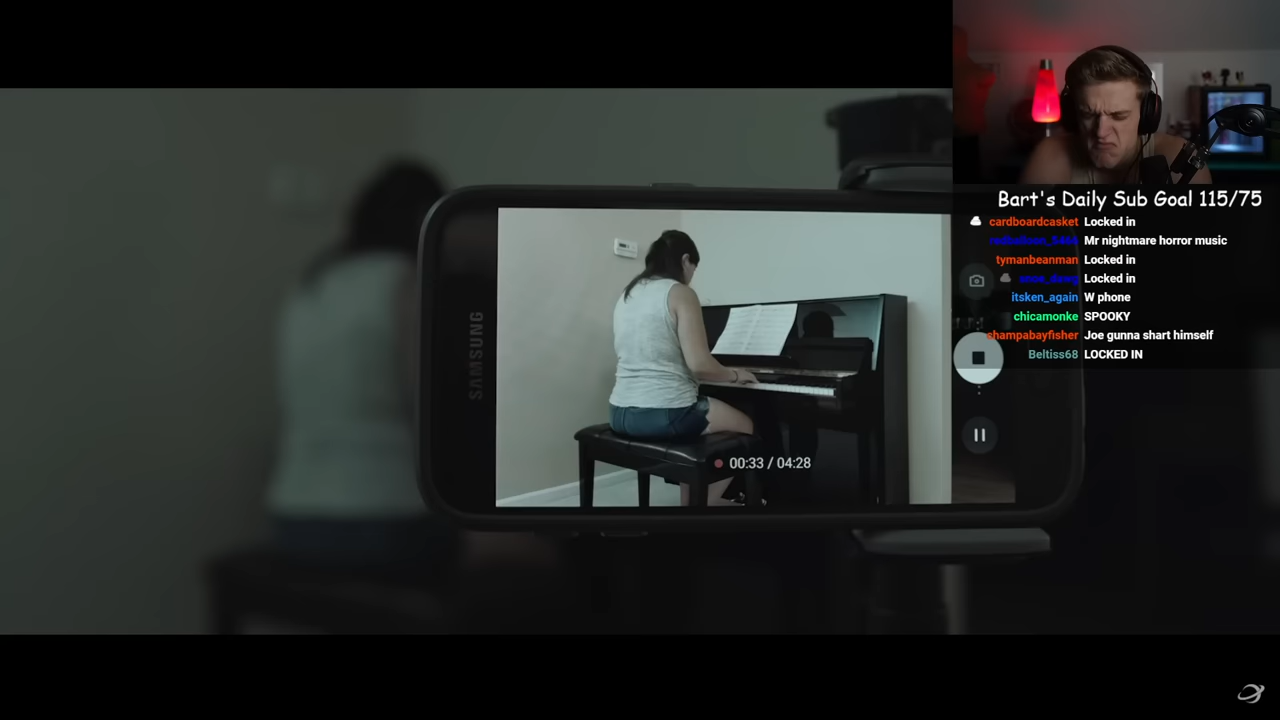 Bart's Daily Sub Goal 115/75
cardboardcasket Locked in
Mr nightmare horror music
tymanbeanman Locked in
Locked in
itsken_again W phone
chicamonke SPOOKY
shampabayfisher Joe gunna shart himself
Beltiss68 LOCKED IN
SAMSUNG
00:33 / 04:28